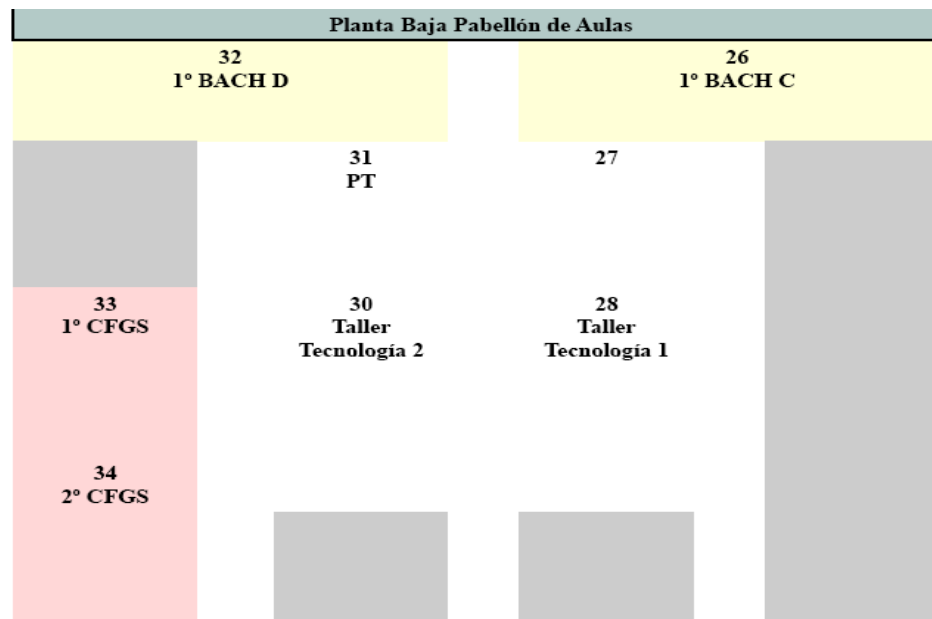 Planta Baja Pabellón de Aulas
32
1º BACH D
26
1º BACH C
31
PT
27
33
1º CFGS
30
Taller
Tecnología 2
28
Taller
Tecnología 1
34
2º CFGS